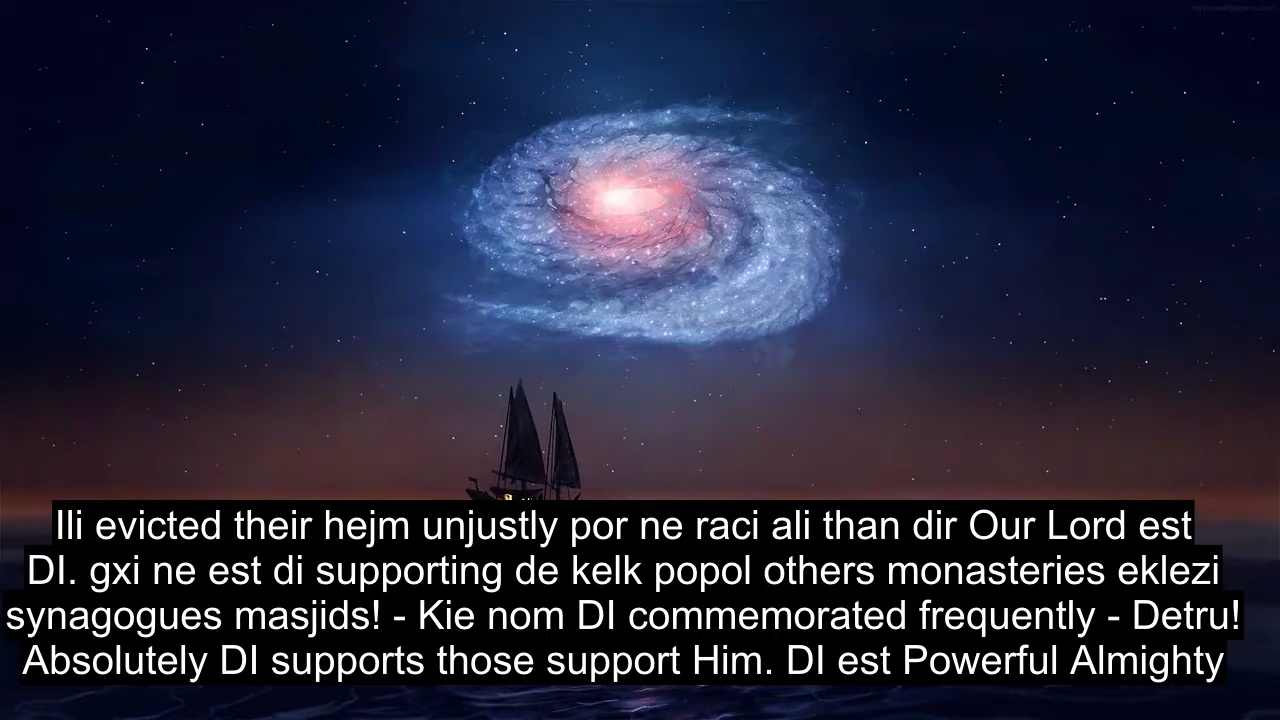 Ili evicted their hejm unjustly por ne raci ali than dir Our Lord est
DI. gxi ne est di supporting de kelk popol others monasteries eklezi
synagogues masjids! - Kie nom DI commemorated frequently - Detru!
Absolutely DI supports those support Him. DI est Powerful Almighty